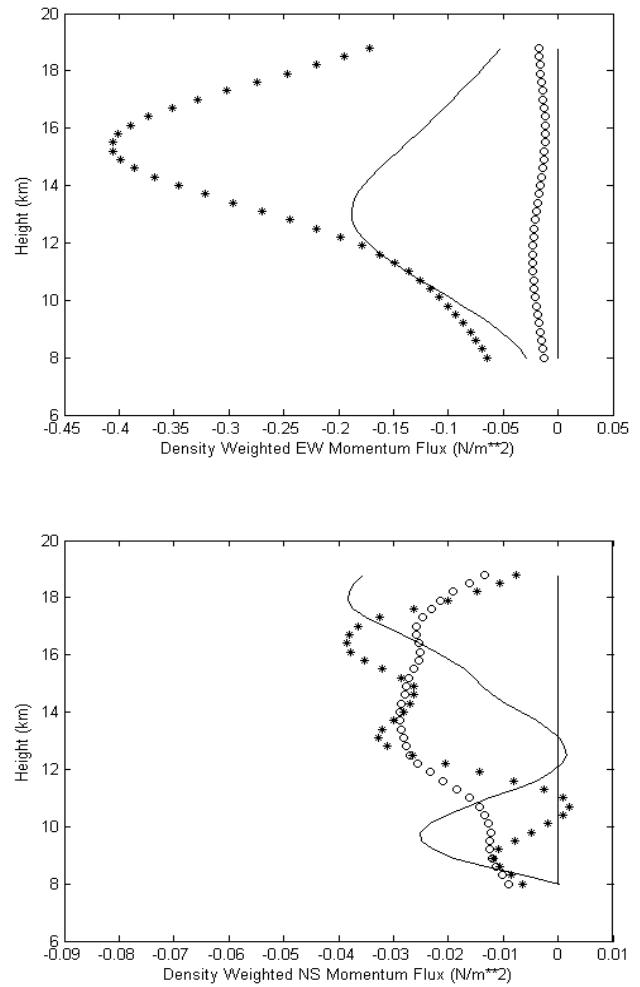 20
18
16
14
12
10
8
6
Height (km)
-0.45 -0.4 -0.35 -0.3 -0.25 -0.2 -0.15 -0.1 -0.05 0 0.05
Density Weighted EW Momentum Flux (N/m**2)
20
18
16
14
12
10
8
6
Height (km)
-0.09 -0.08 -0.07 -0.06 -0.05 -0.04 -0.03 -0.02 -0.01 0 0.01
Density Weighted NS Momentum Flux (N/m**2)